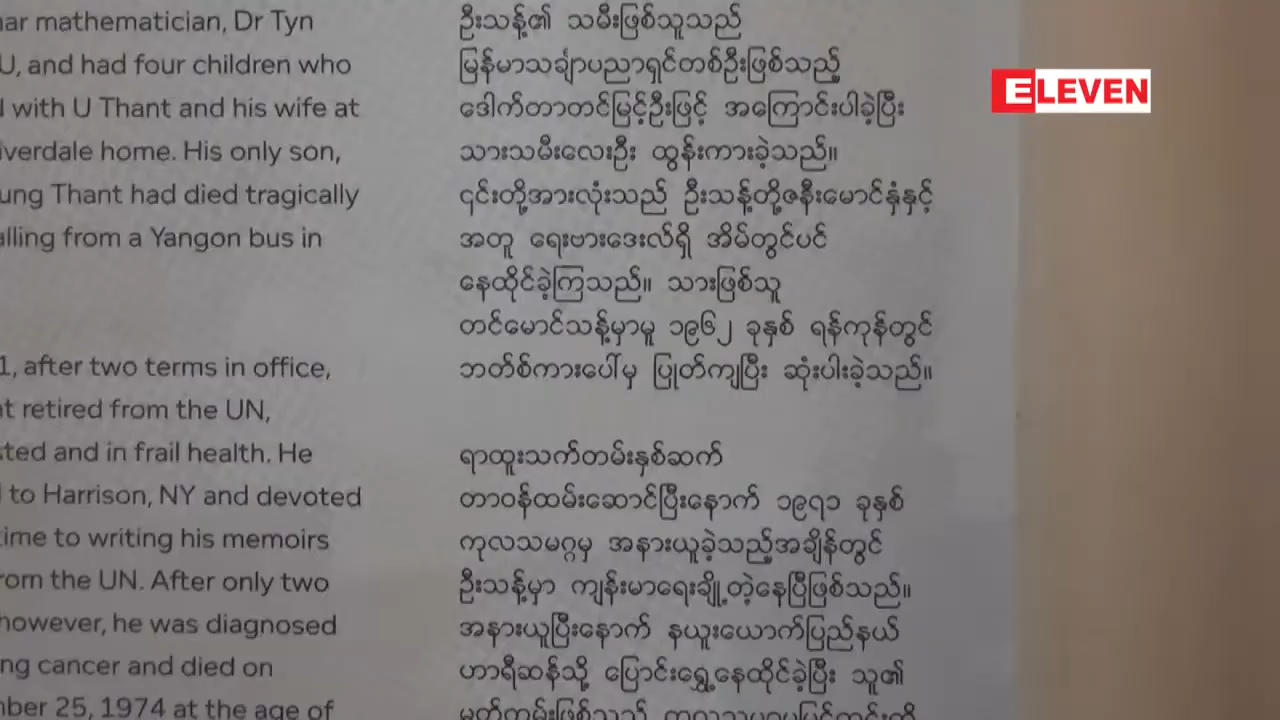 mathematician, Dr Tyn
U, and had four children who
with U Thant and his wife at
home. His only son,
Thant had died tragically
from a Yangon bus in
1, after two terms in office,
retired from the UN,
and in frail health. He
to Harrison, NY and devoted
time to writing his memoirs
from the UN. After only two
however, he was diagnosed
cancer and died on
25, 1974 at the age of
ဦးသန့်၏ သမီးဖြစ်သူသည်
မြန်မာသင်္ချာပညာရှင်တစ်ဦးဖြစ်သည့်
ဒေါက်တာတင်မြင့်ဦးဖြင့် အကြောင်းပါခဲ့ပြီး
သားသမီးလေးဦး ထွန်းကားခဲ့သည်။
၎င်းတို့အားလုံးသည် ဦးသန့်တို့ဇနီးမောင်နှံနှင့်
အတူ ရေးဗားဒေးလ်ရှိ အိမ်တွင်ပင်
နေထိုင်ခဲ့ကြသည်။ သားဖြစ်သူ
တင်မောင်သန့်မှာမူ ၁၉၆၂ ခုနှစ် ရန်ကုန်တွင်
ဘတ်စ်ကားပေါ်မှ ပြုတ်ကျပြီး ဆုံးပါးခဲ့သည်။
ရာထူးသက်တမ်းနှစ်ဆက်
တာဝန်ထမ်းဆောင်ပြီးနောက် ၁၉၇၁ ခုနှစ်
ကုလသမဂ္ဂမှ အနားယူခဲ့သည့်အချိန်တွင်
ဦးသန့်မှာ ကျန်းမာရေးချို့တဲ့နေပြီဖြစ်သည်။
အနားယူပြီးနောက် နယူးယောက်ပြည်နယ်
ဟာရီဆန်သို့ ပြောင်းရွှေ့နေထိုင်ခဲ့ပြီး သူ၏
ELEVEN